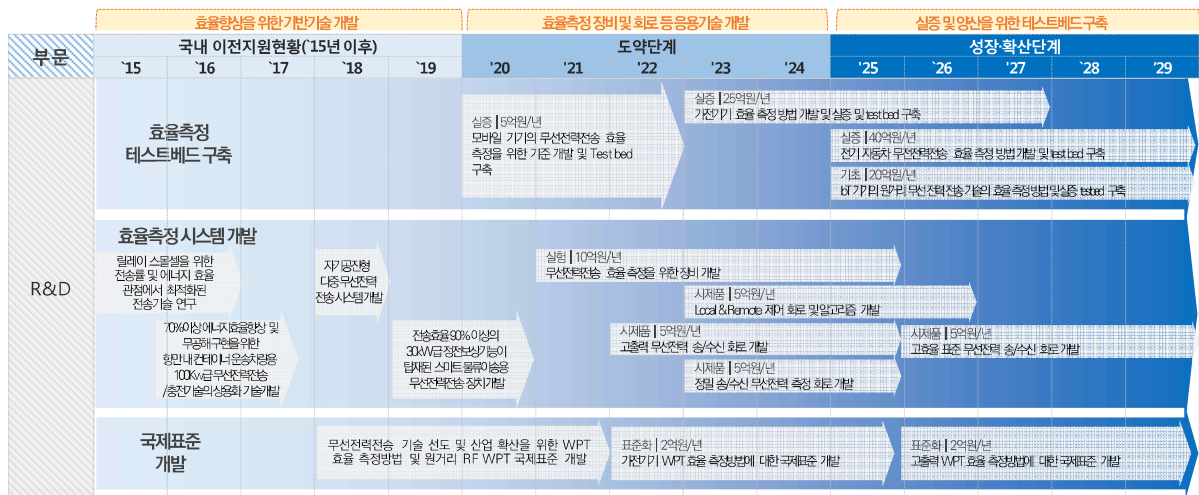 효율향상을 위한 기반기술 개발
효율측정 장비 및 회로 등 응용기술 개발
실증 및 양산을 위한 테스트베드 구축
부문
국내 이전지원현황(`15년 이후)
도약단계
성장·확산단계
`15
`16
`17
`18
`19
`20
`21
`22
`23
`24
`25
`26
`27
`28
`29
R&D
효율측정
테스트베드 구축
실증 | 5억원/년
모바일 기기의 무선전력전송 효율
측정을 위한 기준 개발 및 Test bed
구축
실증 | 25억원/년
가전기기 효율 측정 방법 개발 및 실증 및 test bed 구축
실증 | 40억원/년
전기 자동차 무선전력전송 효율 측정 방법 개발 및 test bed 구축
기초 | 20억원/년
IoT 기기의 원거리 무선 전력 전송 기술의 효율 측정 방법 및 실증 testbed 구축
효율측정 시스템 개발
릴레이 스몰셀을 위한
전송률 및 에너지 효율
관점에서 최적화된
전송기술 연구
70%이상 에너지효율향상 및
무공해 구현을 위한
항만 내 컨테이너 운송차량용
100Kw급 무선전력전송
/충전기술의 상용화 기술개발
자기공진형
다중 무선전력
전송 시스템 개발
전송효율 90% 이상의
30kW급 정전보상기능이
탑재된 스마트 물류이송용
무선전력전송 장치 개발
실험 | 10억원/년
무선전력전송 효율 측정을 위한 장비 개발
시제품 | 5억원/년
Local & Remote 제어 회로 및 알고리즘 개발
시제품 | 5억원/년
고출력 무선전력 송/수신 회로 개발
시제품 | 5억원/년
고효율 표준 무선전력 송/수신 회로 개발
시제품 | 5억원/년
정밀 송/수신 무선전력 측정 회로 개발
국제표준
개발
무선전력전송 기술 선도 및 산업 확산을 위한 WPT
효율 측정방법 및 원거리 RF WPT 국제표준 개발
표준화 | 2억원/년
가전기기 WPT 효율 측정방법에 대한 국제표준 개발
표준화 | 2억원/년
고출력 WPT 효율 측정방법에 대한 국제표준 개발